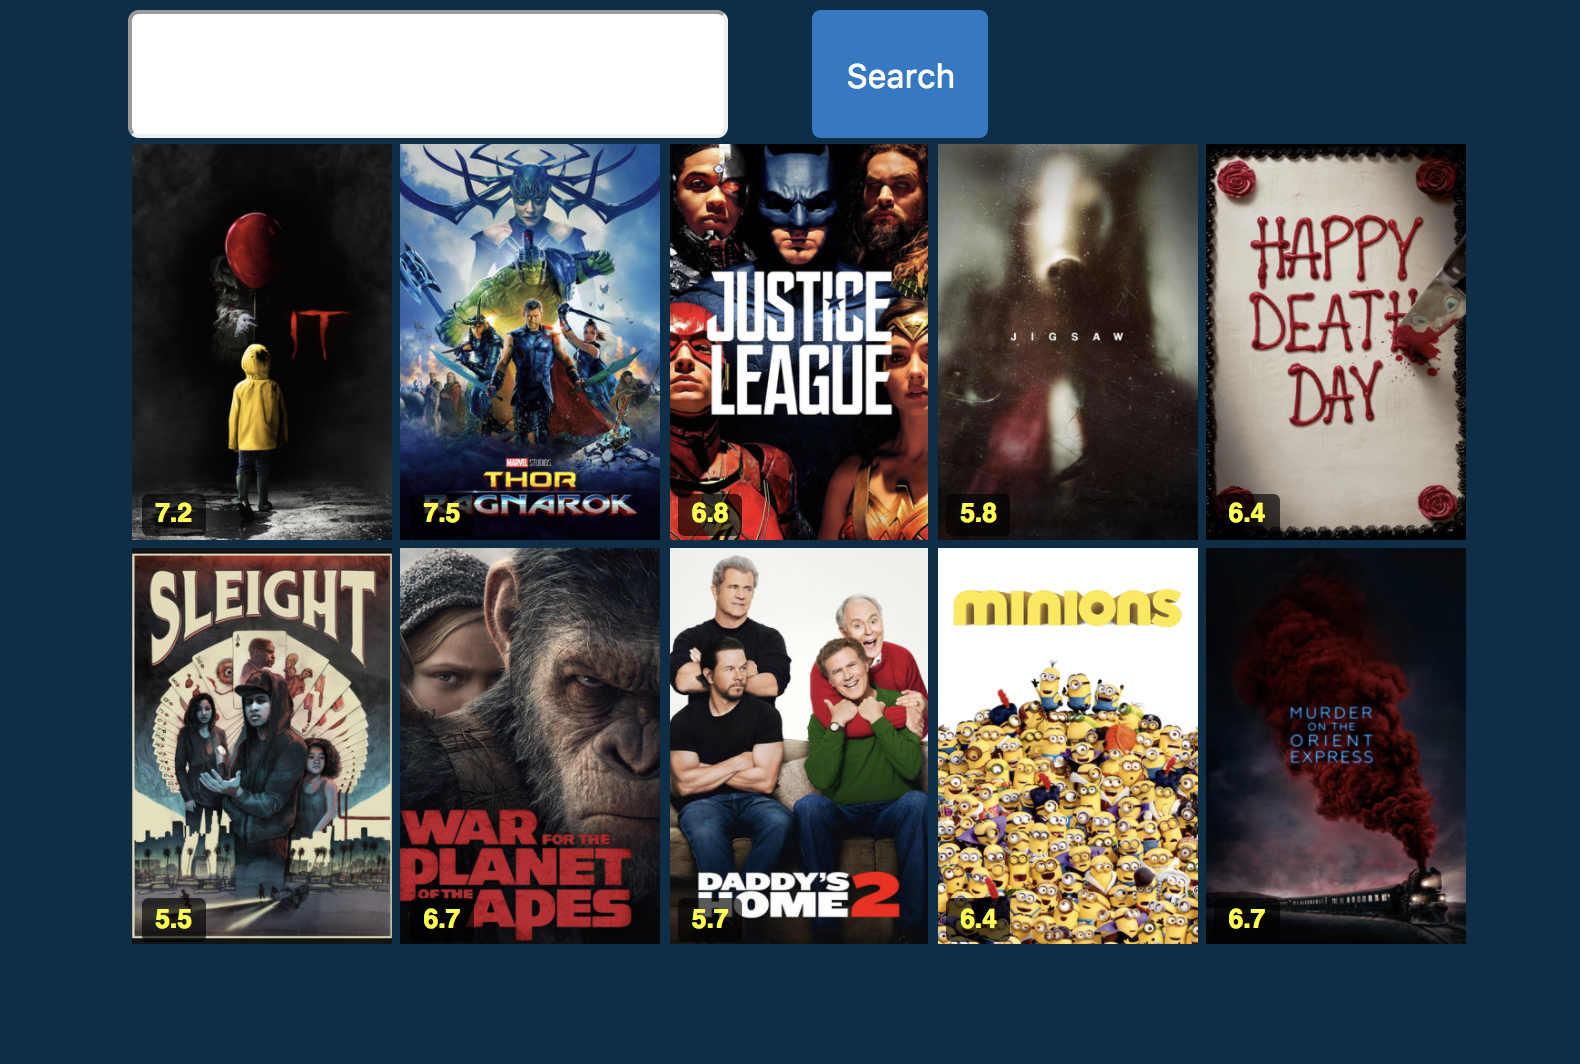 Search
IT
7.2
MARVEL STUDIOS
THOR
RAGNAROK
7.5
JUSTICE
LEAGUE
6.8
JIGSAW
5.8
HAPPY
DEATH
DAY
6.4
SLEIGHT
5.5
WAR FOR THE
PLANET
OF THE APES
6.7
DADDY'S
HOME 2
5.7
minions
6.4
MURDER
ON THE
ORIENT
EXPRESS
6.7